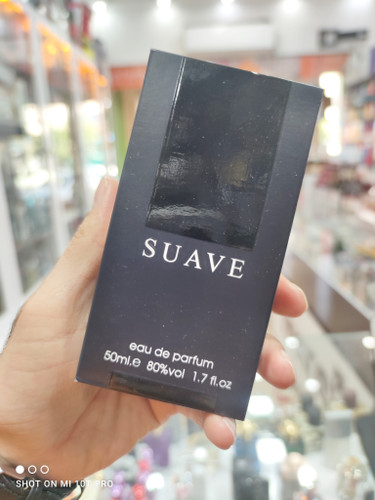 SUAVE
eau de parfum
50ml.e 80%vol 1.7 fl.oz
SHOT ON MI 10T PRO